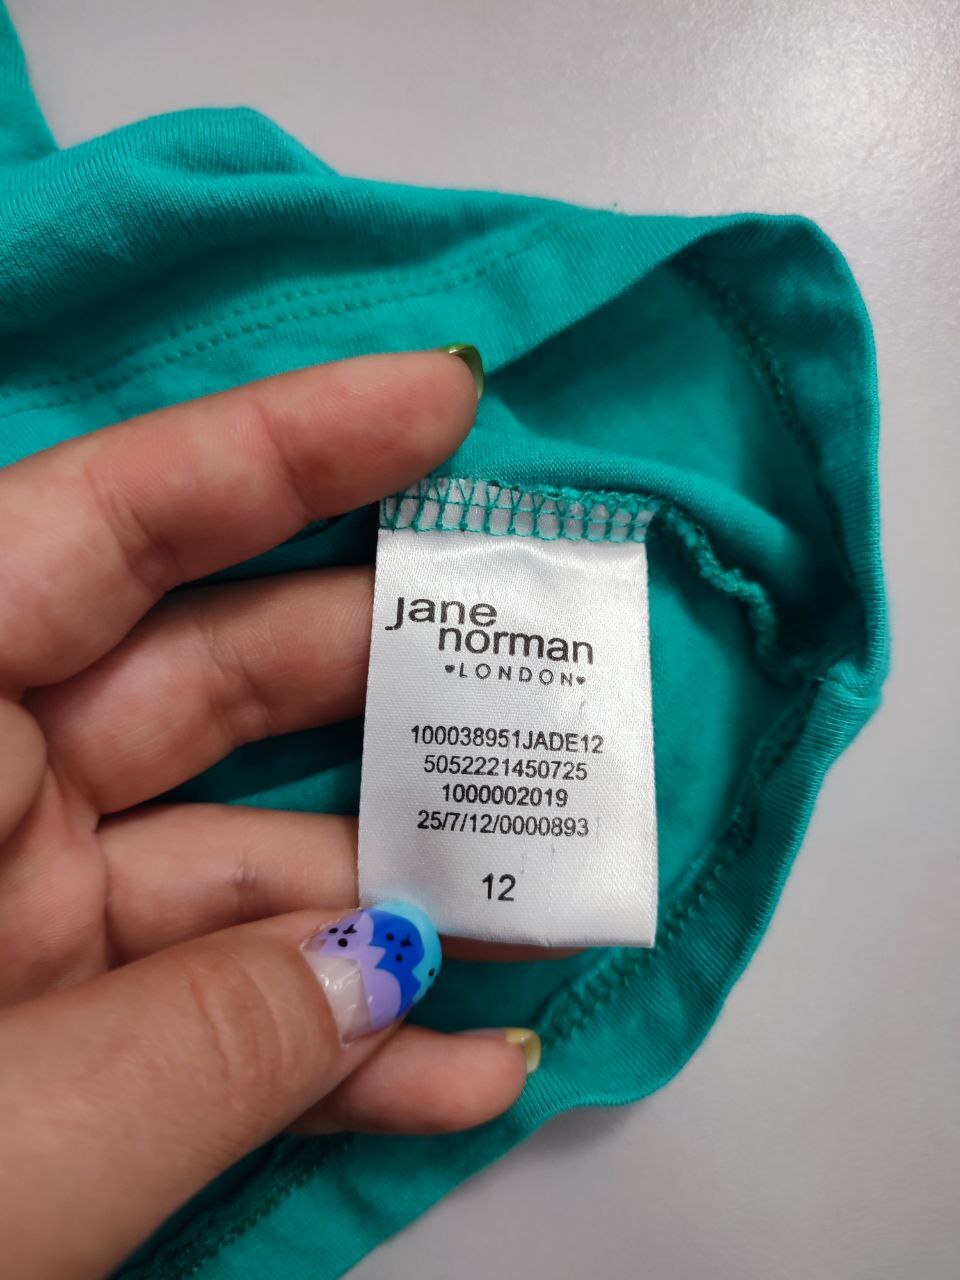 jane
norman
♥LONDON♥
100038951JADE12
5052221450725
1000002019
25/7/12/0000893
12